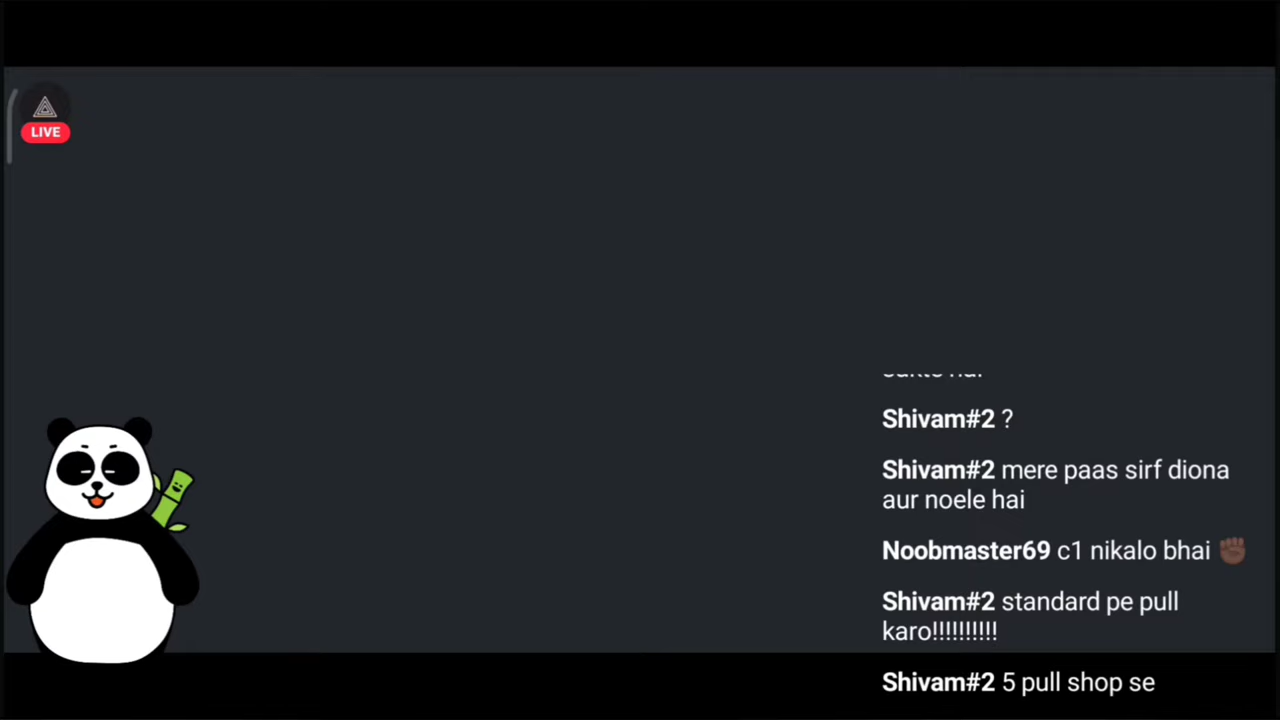 LIVE
Shivam#2 ?
Shivam#2 mere paas sirf diona
aur noele hai
Noobmaster69 c1 nikalo bhai ✊🏿
Shivam#2 standard pe pull
karo!!!!!!!!!!
Shivam#2 5 pull shop se